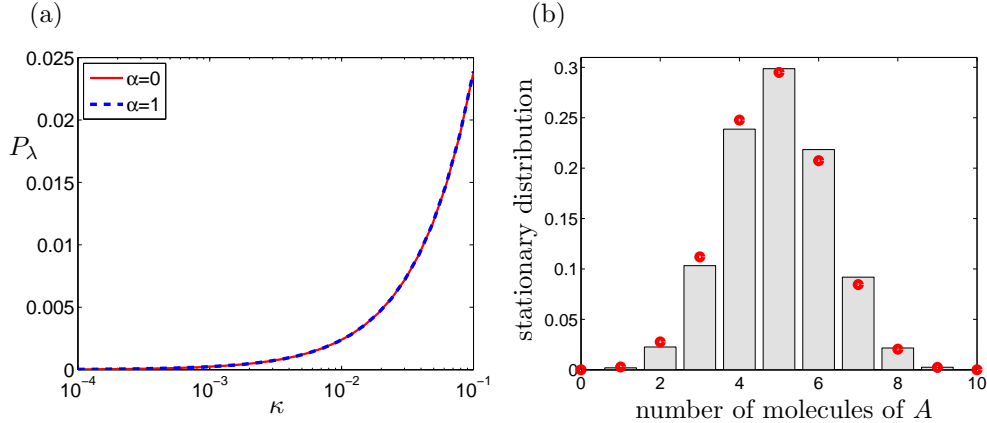 (a)
0.025
0.02
0.015
0.01
0.005
0
10⁻⁴
10⁻³
10⁻²
10⁻¹
P_λ
κ
α=0
α=1
(b)
0.3
0.25
0.2
0.15
0.1
0.05
0
0
2
4
6
8
10
stationary distribution
number of molecules of A